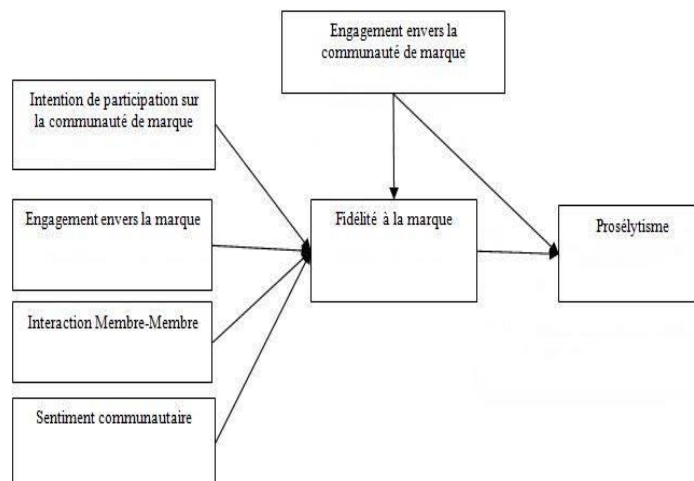 Engagement envers la
communauté de marque
Intention de participation sur
la communauté de marque
Engagement envers la marque
Fidélité à la marque
Prosélytisme
Interaction Membre-Membre
Sentiment communautaire